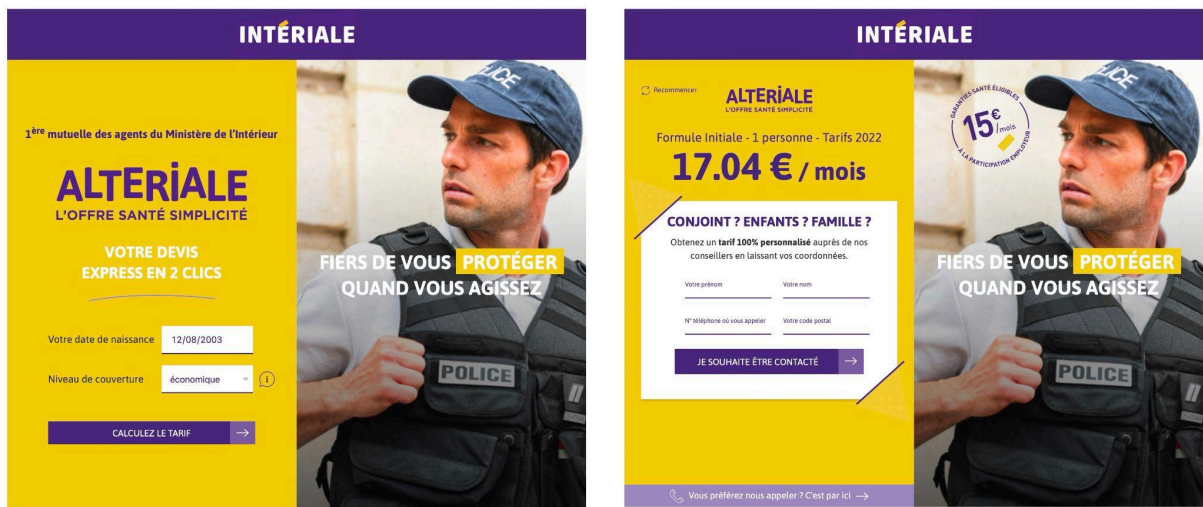 INTÉRIALE
1ère mutuelle des agents du Ministère de l'Intérieur
ALTERIALE
L'OFFRE SANTÉ SIMPLICITÉ
VOTRE DEVIS
EXPRESS EN 2 CLICS
Votre date de naissance 12/08/2003
Niveau de couverture économique i
CALCULEZ LE TARIF →
POLICE
FIERS DE VOUS PROTÉGER
QUAND VOUS AGISSEZ
POLICE
INTÉRIALE
Recommencer
ALTERIALE
L'OFFRE SANTÉ SIMPLICITÉ
Formule Initiale - 1 personne - Tarifs 2022
17.04 € / mois
CONJOINT ? ENFANTS ? FAMILLE ?
Obtenez un tarif 100% personnalisé auprès de nos
conseillers en laissant vos coordonnées.
Votre prénom Votre nom
N° téléphone où vous appeler Votre code postal
JE SOUHAITE ÊTRE CONTACTÉ →
Vous préférez nous appeler ? C'est par ici →
GARANTIES SANTÉ ÉLIGIBLES
15€/mois
À LA PARTICIPATION EMPLOYEUR
POLICE
FIERS DE VOUS PROTÉGER
QUAND VOUS AGISSEZ
POLICE